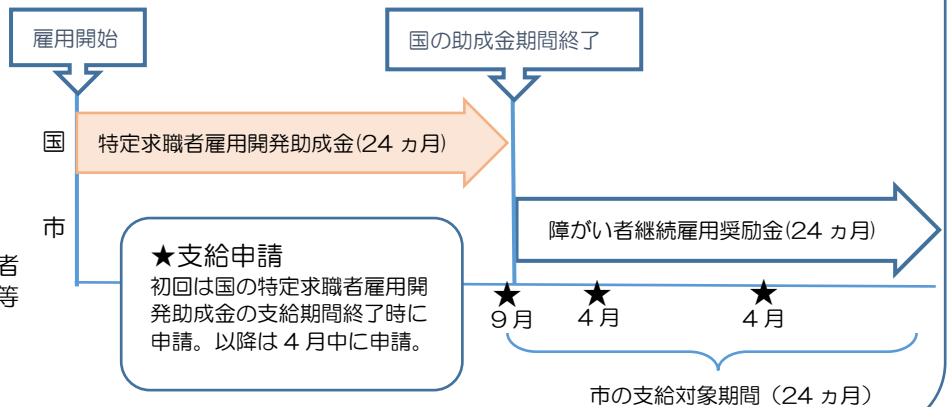 雇用開始
国の助成金期間終了
国
特定求職者雇用開発助成金(24 ヵ月)
市
障がい者継続雇用奨励金(24 ヵ月)
者
等
★支給申請
初回は国の特定求職者雇用開
発助成金の支給期間終了時に
申請。以降は 4 月中に申請。
★ ★ ★
9 月 4 月 4 月
市の支給対象期間（24 ヵ月）